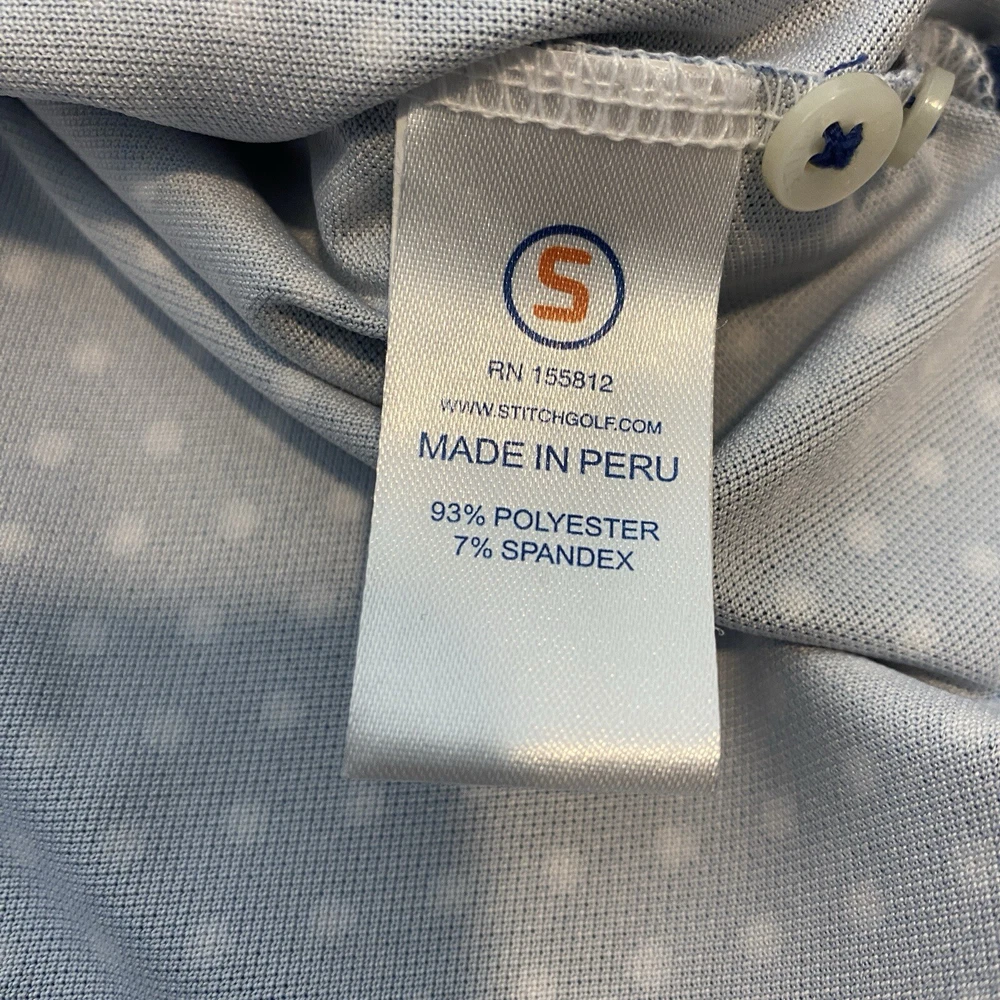 S
RN 155812
WWW.STITCHGOLF.COM
MADE IN PERU
93% POLYESTER
7% SPANDEX